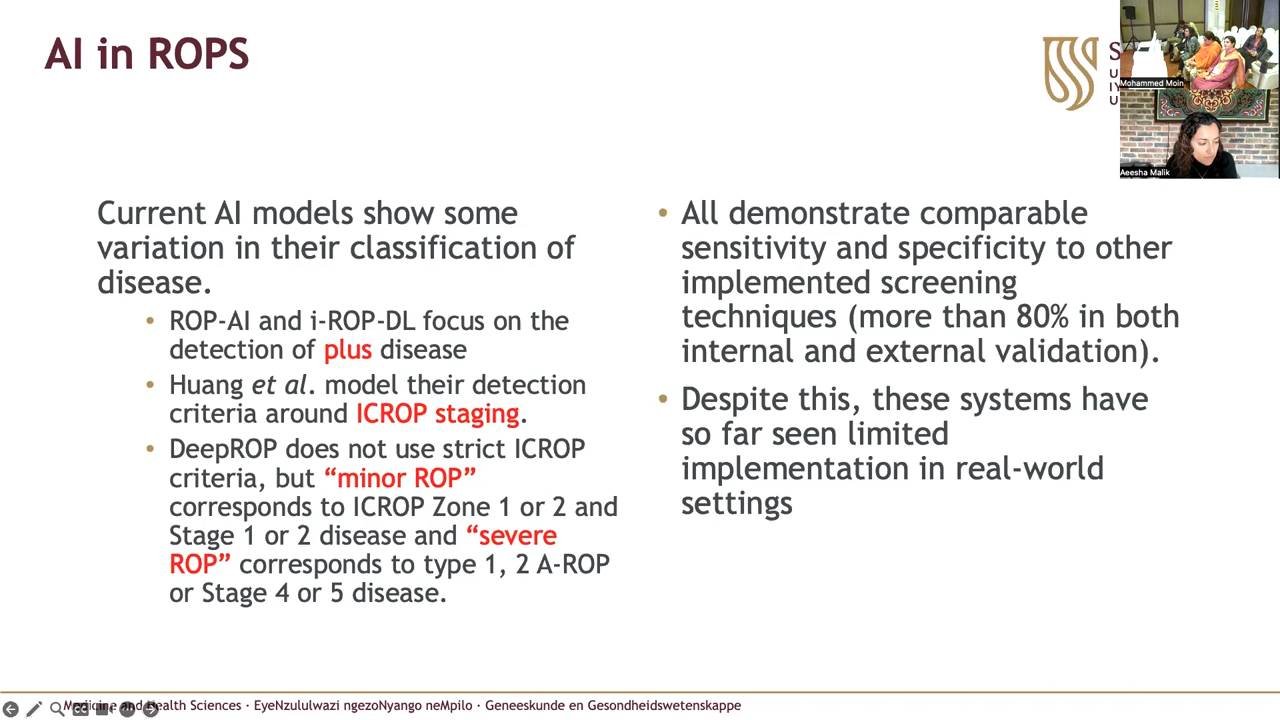 AI in ROPS
S
U
IY
U
Mohammed Moin
Aeesha Malik
Current AI models show some
variation in their classification of
disease.
• ROP-AI and i-ROP-DL focus on the
detection of plus disease
• Huang et al. model their detection
criteria around ICROP staging.
• DeepROP does not use strict ICROP
criteria, but “minor ROP”
corresponds to ICROP Zone 1 or 2 and
Stage 1 or 2 disease and “severe
ROP” corresponds to type 1, 2 A-ROP
or Stage 4 or 5 disease.
• All demonstrate comparable
sensitivity and specificity to other
implemented screening
techniques (more than 80% in both
internal and external validation).
• Despite this, these systems have
so far seen limited
implementation in real-world
settings
Medicine and Health Sciences · EyeNzululwazi ngezoNyango neMpilo · Geneeskunde en Gesondheidswetenskappe